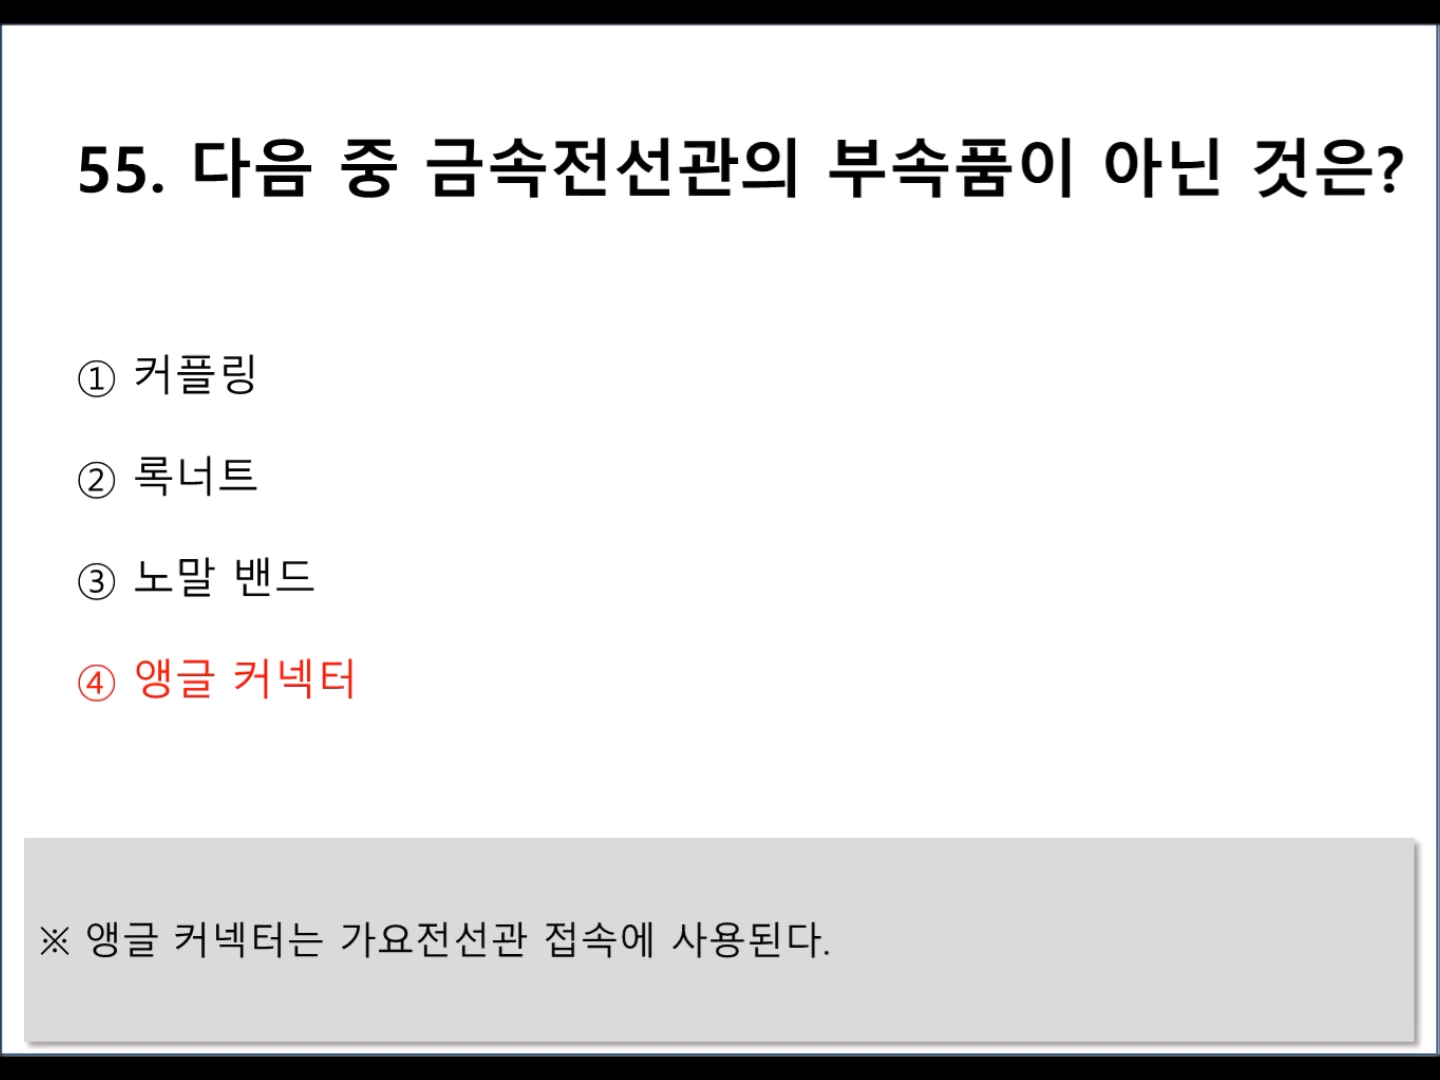 55. 다음 중 금속전선관의 부속품이 아닌 것은?
① 커플링
② 록너트
③ 노말 밴드
④ 앵글 커넥터
※ 앵글 커넥터는 가요전선관 접속에 사용된다.